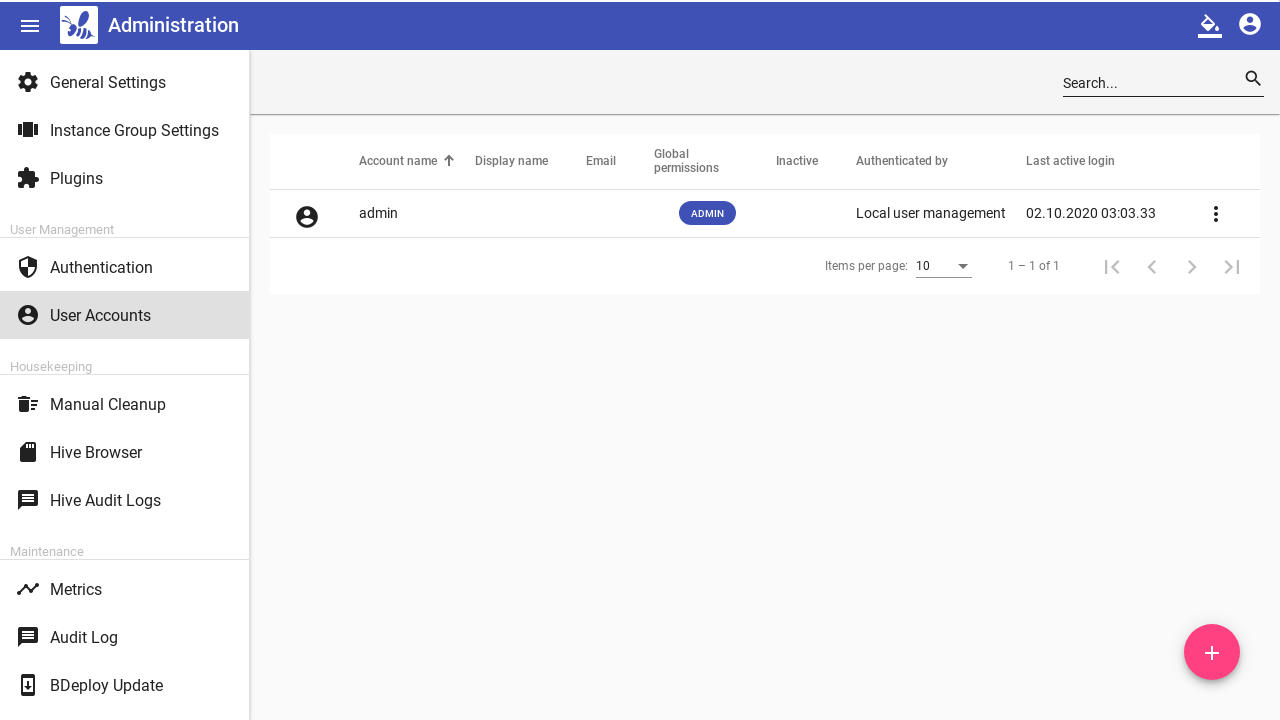 Administration
General Settings
Instance Group Settings
Plugins
User Management
Authentication
User Accounts
Housekeeping
Manual Cleanup
Hive Browser
Hive Audit Logs
Maintenance
Metrics
Audit Log
BDeploy Update
Search...
Account name Display name Email Global permissions Inactive Authenticated by Last active login
admin ADMIN Local user management 02.10.2020 03:03.33
Items per page: 10 1 – 1 of 1